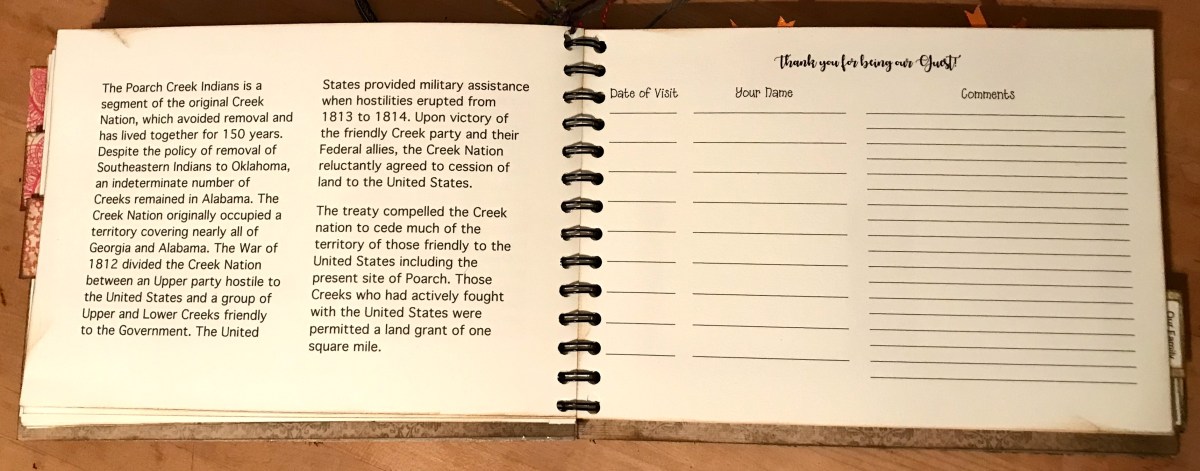 The Poarch Creek Indians is a
segment of the original Creek
Nation, which avoided removal and
has lived together for 150 years.
Despite the policy of removal of
Southeastern Indians to Oklahoma,
an indeterminate number of
Creeks remained in Alabama. The
Creek Nation originally occupied a
territory covering nearly all of
Georgia and Alabama. The War of
1812 divided the Creek Nation
between an Upper party hostile to
the United States and a group of
Upper and Lower Creeks friendly
to the Government. The United
States provided military assistance
when hostilities erupted from
1813 to 1814. Upon victory of
the friendly Creek party and their
Federal allies, the Creek Nation
reluctantly agreed to cession of
land to the United States.
The treaty compelled the Creek
nation to cede much of the
territory of those friendly to the
United States including the
present site of Poarch. Those
Creeks who had actively fought
with the United States were
permitted a land grant of one
square mile.
Thank you for being our Guest!
Date of Visit
Your Name
Comments
Our Family